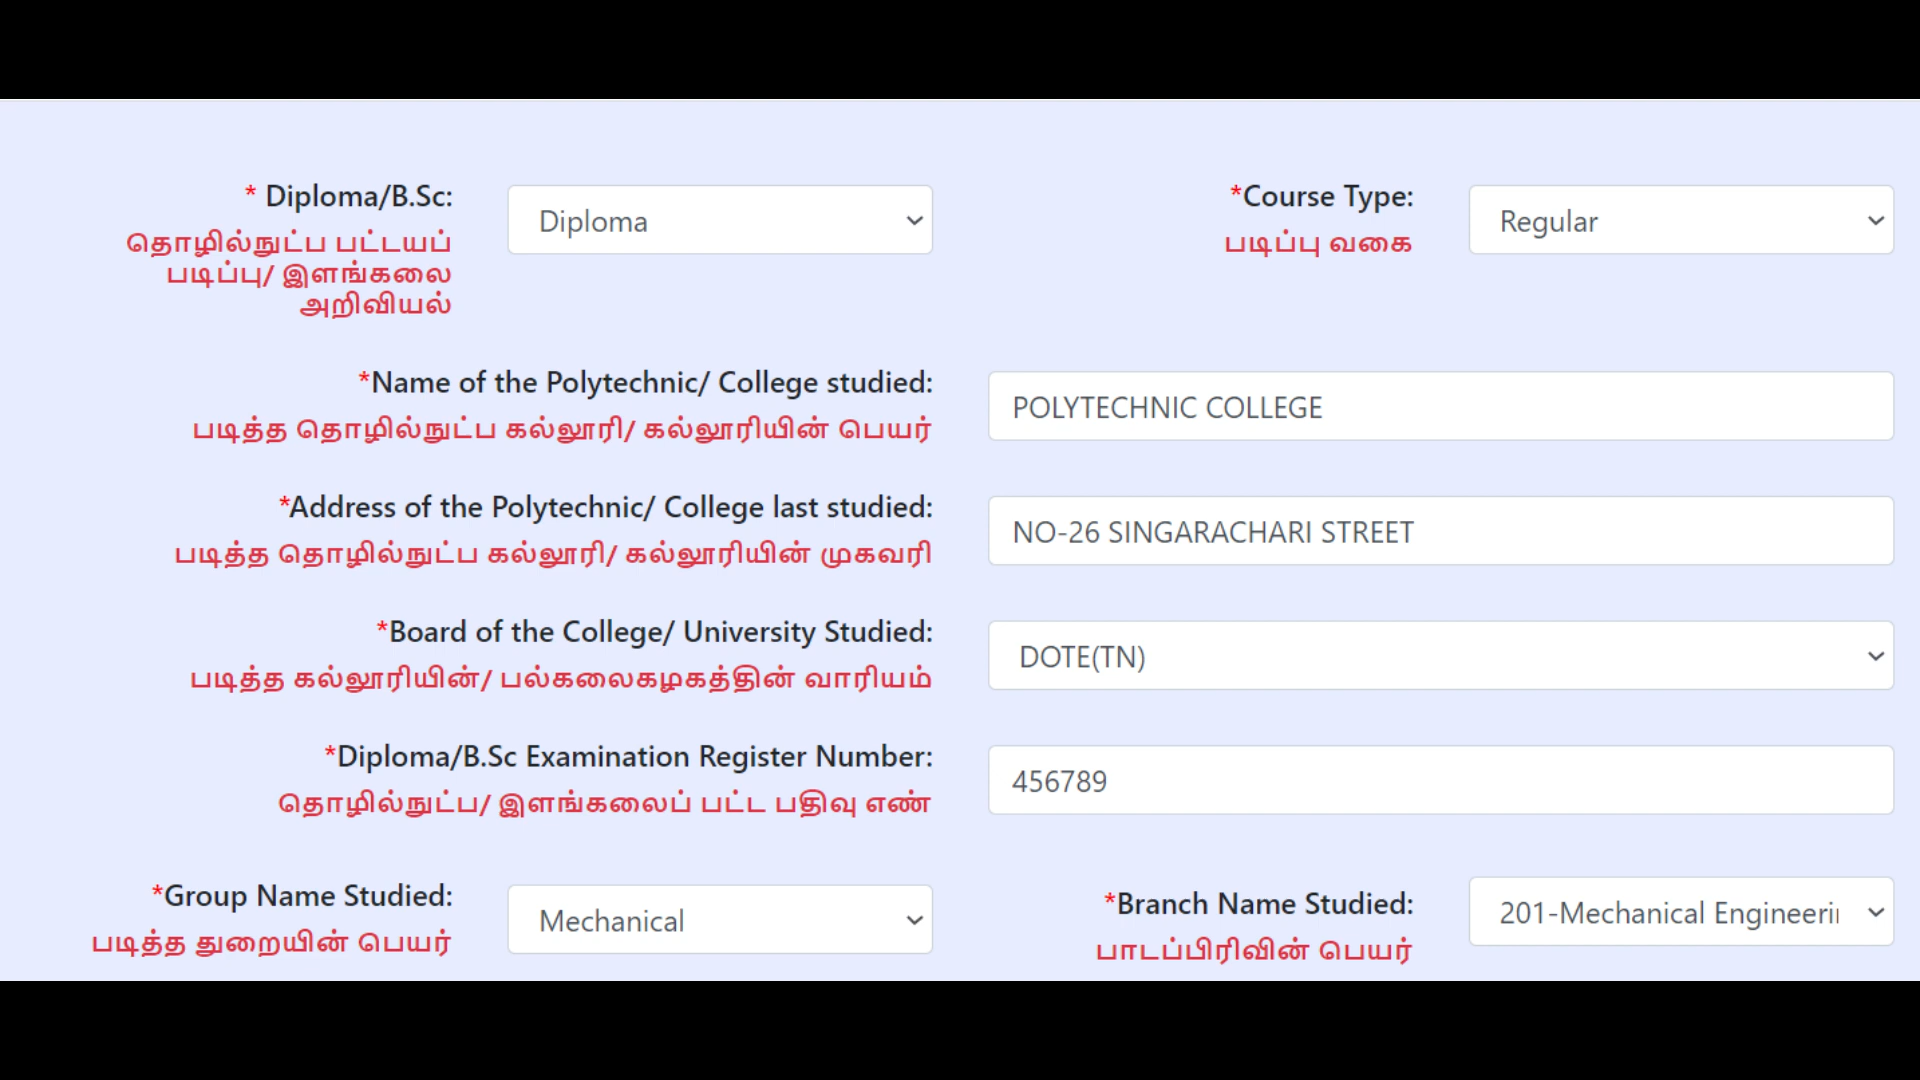 * Diploma/B.Sc:
தொழில்நுட்ப பட்டயப்
படிப்பு/ இளங்கலை
அறிவியல்
Diploma
*Course Type:
படிப்பு வகை
Regular
*Name of the Polytechnic/ College studied:
படித்த தொழில்நுட்ப கல்லூரி/ கல்லூரியின் பெயர்
POLYTECHNIC COLLEGE
*Address of the Polytechnic/ College last studied:
படித்த தொழில்நுட்ப கல்லூரி/ கல்லூரியின் முகவரி
NO-26 SINGARACHARI STREET
*Board of the College/ University Studied:
படித்த கல்லூரியின்/ பல்கலைகழகத்தின் வாரியம்
DOTE(TN)
*Diploma/B.Sc Examination Register Number:
தொழில்நுட்ப/ இளங்கலைப் பட்ட பதிவு எண்
456789
*Group Name Studied:
படித்த துறையின் பெயர்
Mechanical
*Branch Name Studied:
பாடப்பிரிவின் பெயர்
201-Mechanical Engineerin